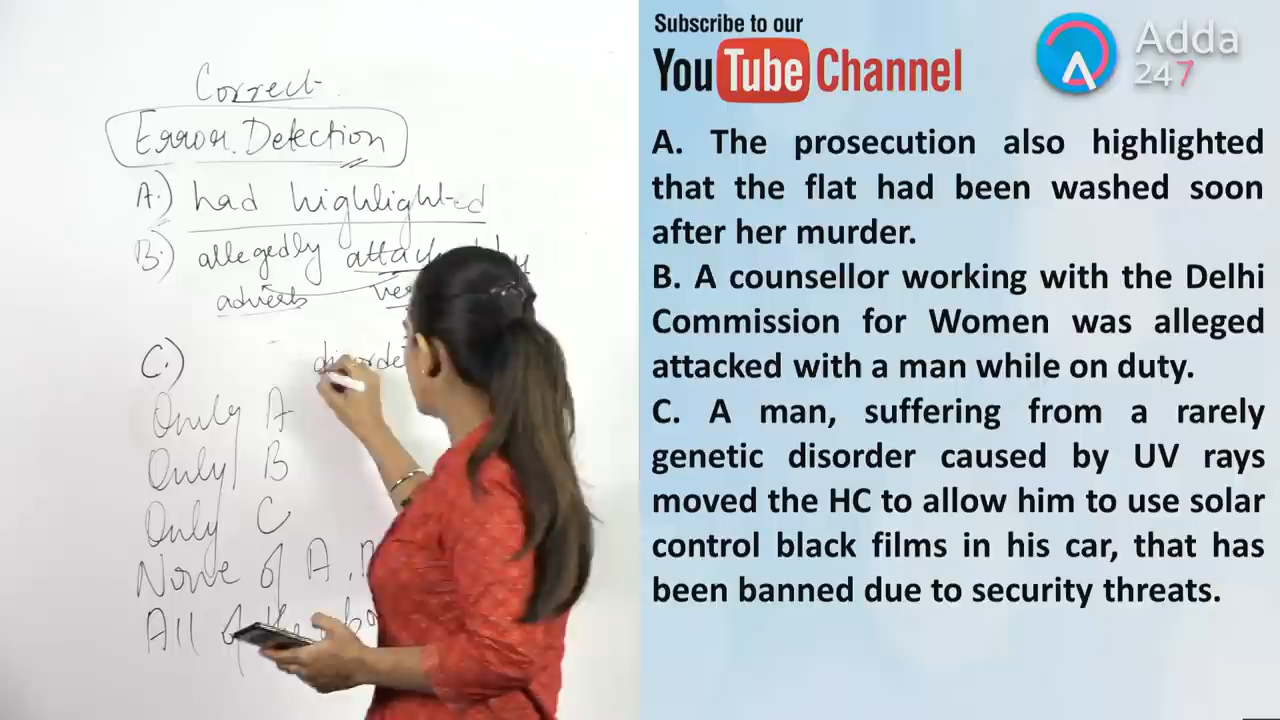 Correct
Error Detection
A.) had highlighted
B.) allegedly
adverb
C.)
Only A
Only B
Only C
None of A,
All of the
Subscribe to our
YouTube Channel
Adda
247
A. The prosecution also highlighted
that the flat had been washed soon
after her murder.
B. A counsellor working with the Delhi
Commission for Women was alleged
attacked with a man while on duty.
C. A man, suffering from a rarely
genetic disorder caused by UV rays
moved the HC to allow him to use solar
control black films in his car, that has
been banned due to security threats.